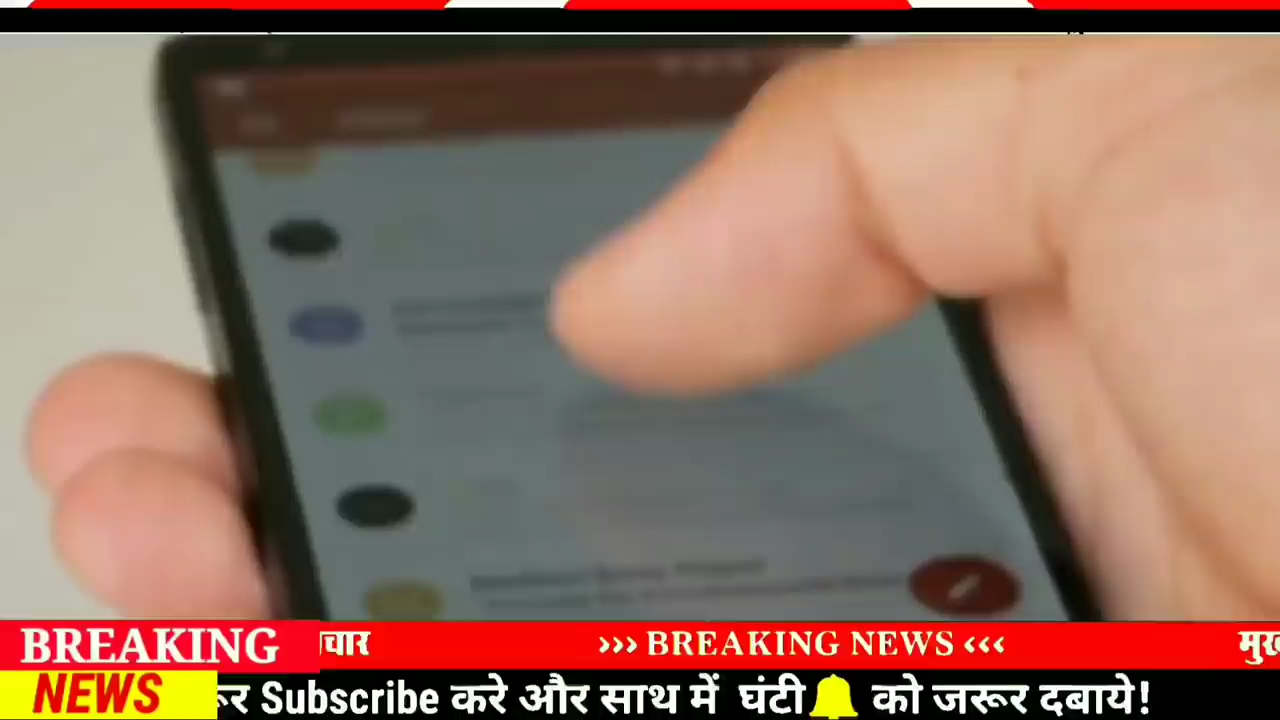 BREAKING
NEWS
चार
>>> BREAKING NEWS <<<
मुख
र Subscribe करे और साथ में घंटी🔔 को जरूर दबाये!